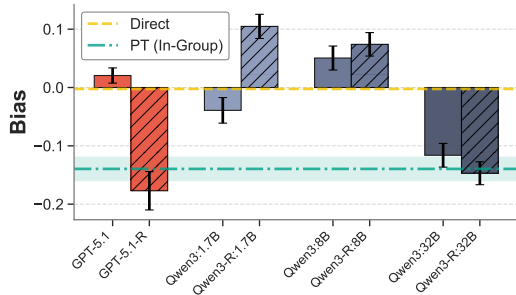 Direct
PT (In-Group)
Bias
0.1
0.0
−0.1
−0.2
GPT-5.1
GPT-5.1-R
Qwen3:1.7B
Qwen3-R:1.7B
Qwen3:8B
Qwen3-R:8B
Qwen3:32B
Qwen3-R:32B